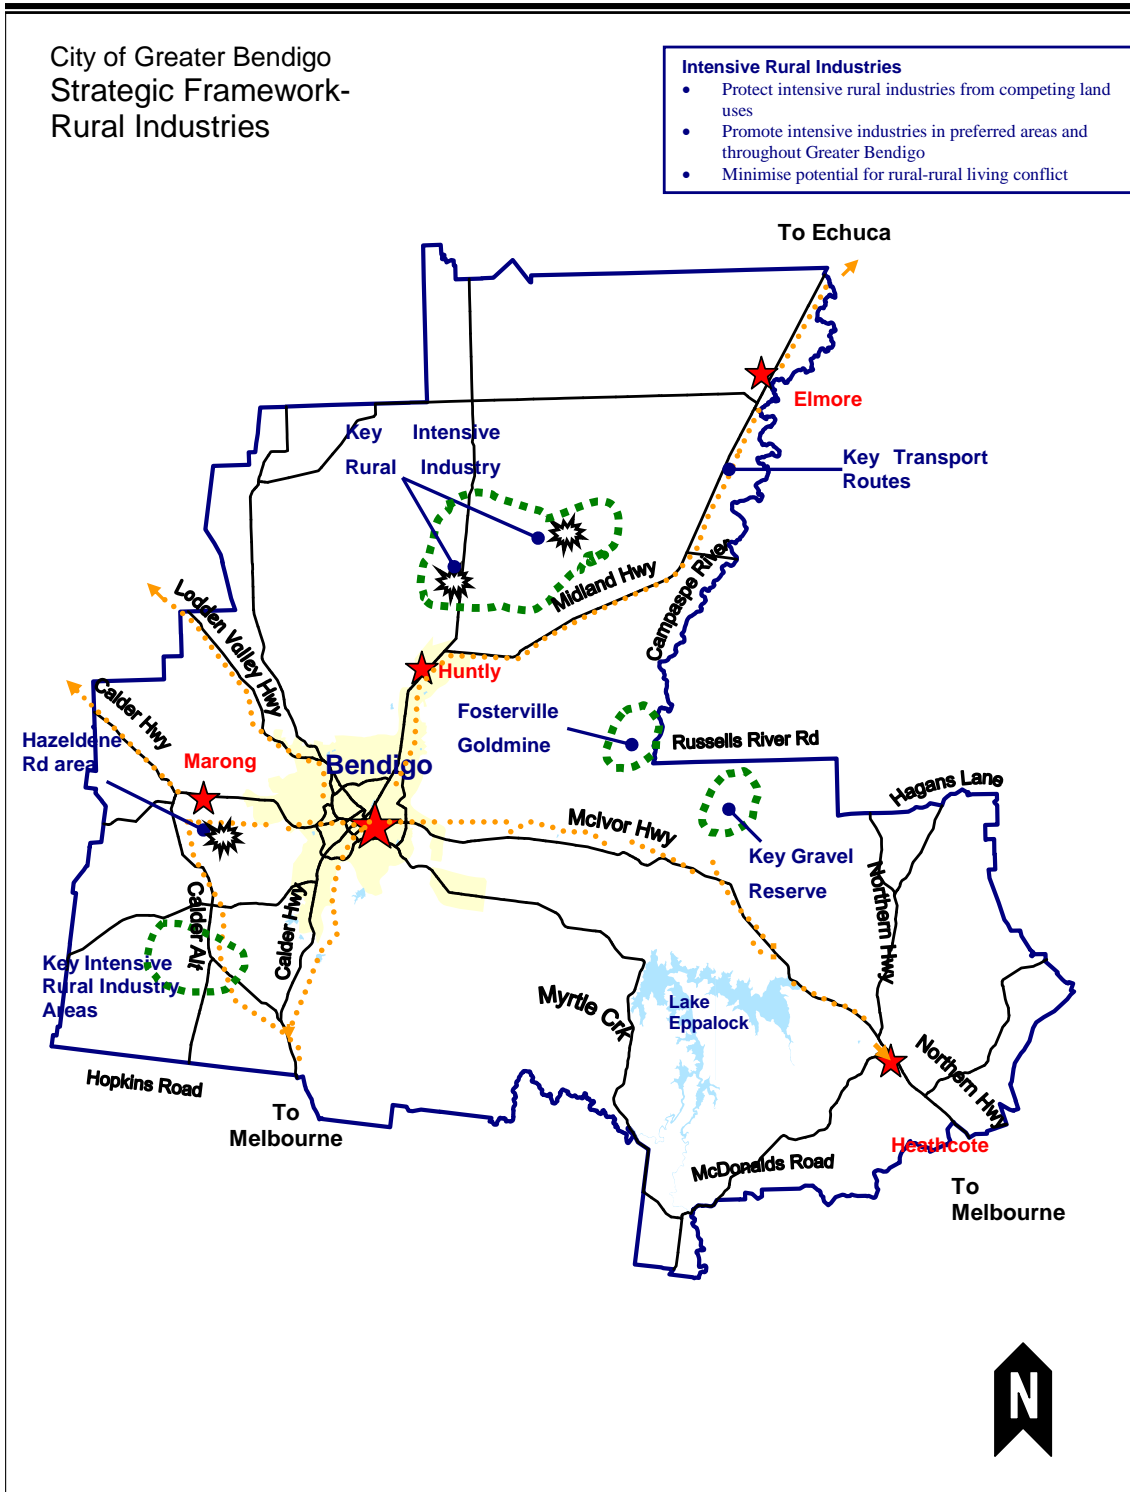 City of Greater Bendigo
Strategic Framework-
Rural Industries
Intensive Rural Industries
• Protect intensive rural industries from competing land
uses
• Promote intensive industries in preferred areas and
throughout Greater Bendigo
• Minimise potential for rural-rural living conflict
To Echuca
Elmore
Key Intensive
Rural Industry
Key Transport
Routes
Midland Hwy
Campaspe River
Lodden Valley Hwy
Huntly
Calder Hwy
Fosterville
Goldmine
Hazeldene
Rd area
Marong
Bendigo
Russells River Rd
Hagans Lane
McIvor Hwy
Key Gravel
Reserve
Northern Hwy
Calder Alt
Calder Hwy
Key Intensive
Rural Industry
Areas
Myrtle Crk
Lake
Eppalock
Northern Hwy
Hopkins Road
To
Melbourne
Heathcote
McDonalds Road
To
Melbourne
N